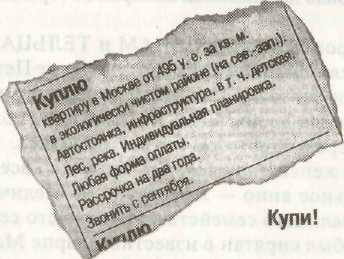 Куплю
квартиру в Москве от 495 у. е. за кв. м.
в экологически чистом районе (на сев.-зап.).
Автостоянка, инфраструктура, в т. ч. детская.
Лес, река. Индивидуальная планировка.
Любая форма оплаты.
Рассрочка на два года.
Звонить с сентября.
Куплю
Купи!